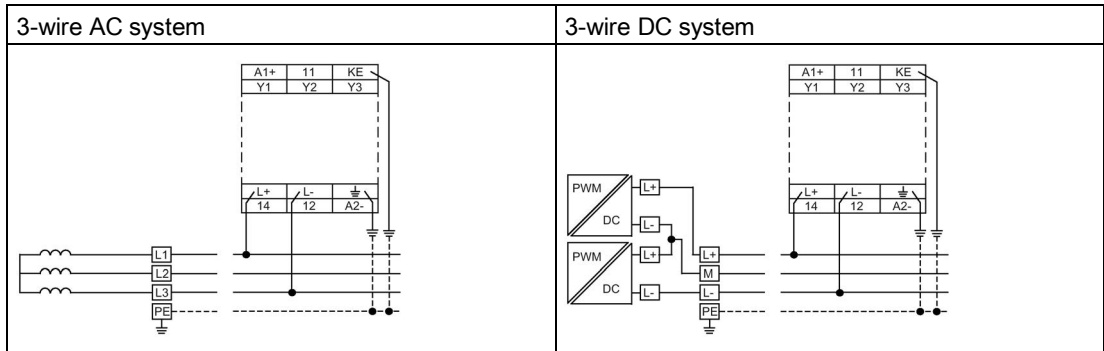 3-wire AC system
A1+ 11 KE
Y1 Y2 Y3
L+ L-
14 12 A2-
L1
L2
L3
PE
3-wire DC system
A1+ 11 KE
Y1 Y2 Y3
L+ L-
14 12 A2-
PWM
DC
L+
L-
PWM
DC
L+
L-
L+
M
L-
PE